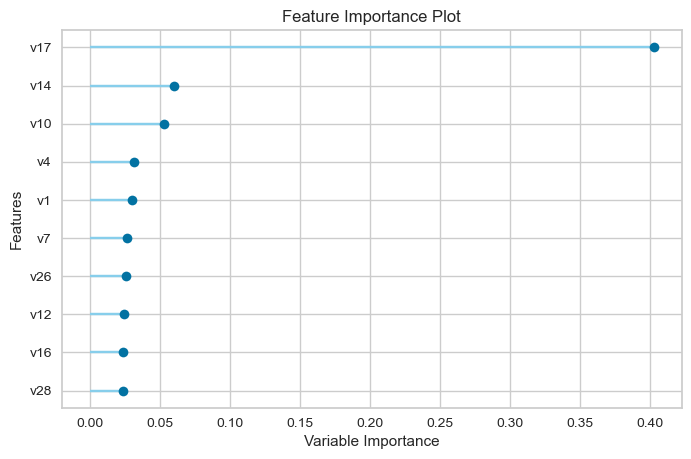 Feature Importance Plot
Features
v17
v14
v10
v4
v1
v7
v26
v12
v16
v28
0.00 0.05 0.10 0.15 0.20 0.25 0.30 0.35 0.40
Variable Importance